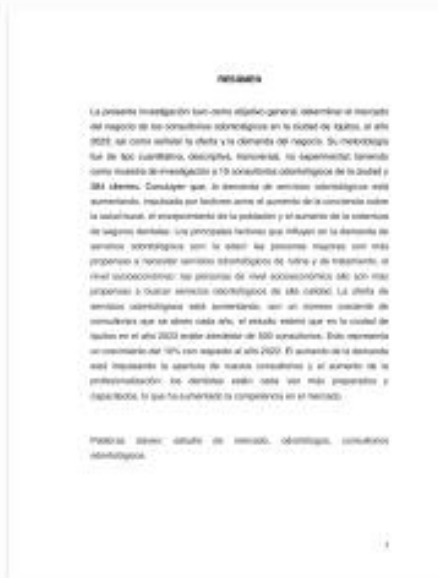 RESUMEN
La presente investigación tuvo como objetivo general, determinar el mercado
del negocio de los consultorios odontológicos en la ciudad de Iquitos, al año
2023, así como señalar la oferta y la demanda del negocio. Su metodología
fue de tipo cuantitativa, descriptiva, transversal, no experimental, teniendo
como muestra de investigación a 10 consultorios odontológicos de la ciudad y
384 clientes. Concluyen que, la demanda de servicios odontológicos está
aumentando, impulsada por factores como el aumento de la conciencia sobre
la salud bucal, el envejecimiento de la población y el aumento de la cobertura
de seguros dentales. Los principales factores que influyen en la demanda de
servicios odontológicos son: la edad: las personas mayores son más
propensas a necesitar servicios odontológicos de rutina y de tratamiento, el
nivel socioeconómico: las personas de nivel socioeconómico alto son más
propensas a buscar servicios odontológicos de alta calidad. La oferta de
servicios odontológicos está aumentando, con un número creciente de
consultorios que se abren cada año, el estudio estimó que en la ciudad de
Iquitos en el año 2023 existe alrededor de 500 consultorios. Esto representa
un crecimiento del 10% con respecto al año 2022. El aumento de la demanda
está impulsando la apertura de nuevos consultorios y el aumento de la
profesionalización: los dentistas están cada vez más preparados y
capacitados, lo que ha aumentado la competencia en el mercado.
Palabras claves: estudio de mercado, odontólogos, consultorios
odontológicos.